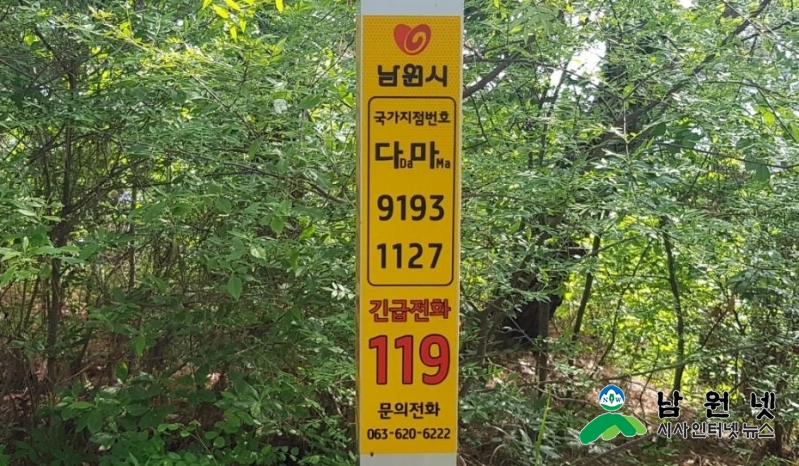 남원시
국가지점번호
다Da마Ma
9193
1127
긴급전화
119
문의전화
063-620-6222
NW
남원넷
시사인터넷뉴스